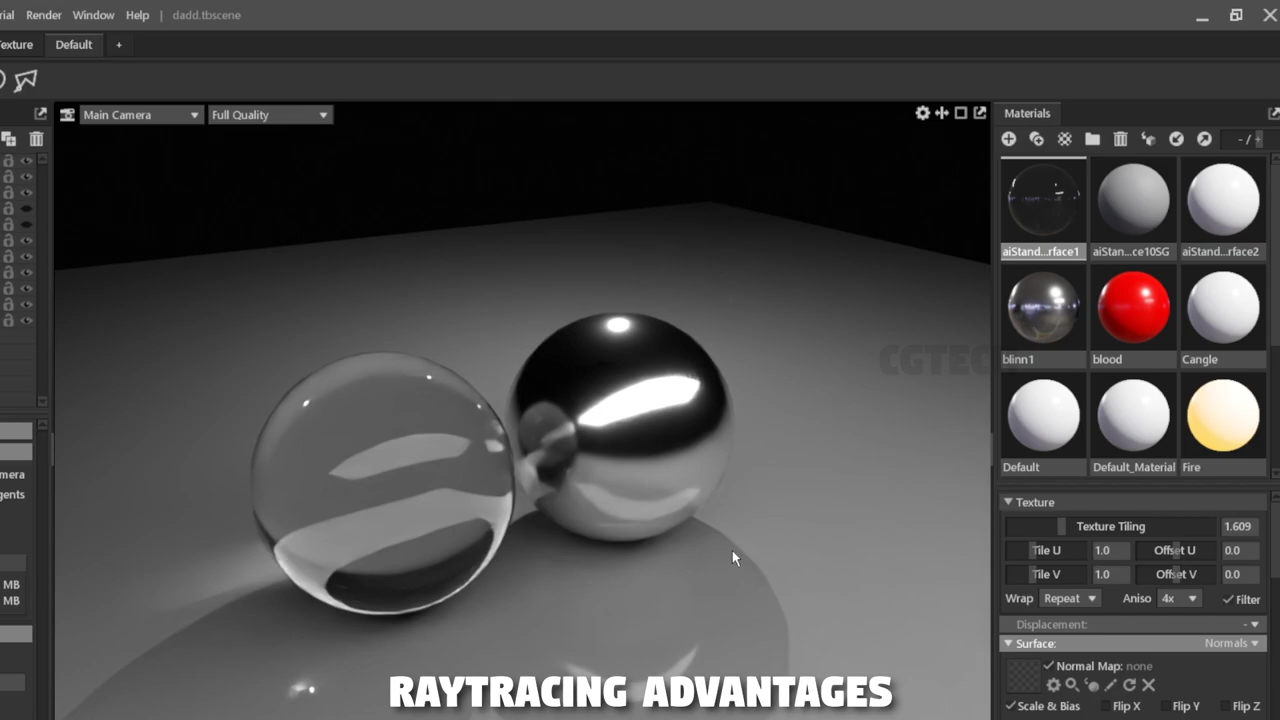 rial Render Window Help | dadd.tbscene
exture Default +
Main Camera Full Quality
Materials
- /
aiStand...rface1 aiStan...ce10SG aiStand...rface2
CGTEC
blinn1 blood Cangle
Default Default_Material Fire
mera
gents
MB
MB
Texture
Texture Tiling 1.609
Tile U 1.0 Offset U 0.0
Tile V 1.0 Offset V 0.0
Wrap Repeat Aniso 4x Filter
Displacement: -
Surface: Normals
Normal Map: none
Scale & Bias Flip X Flip Y Flip Z
RAYTRACING ADVANTAGES